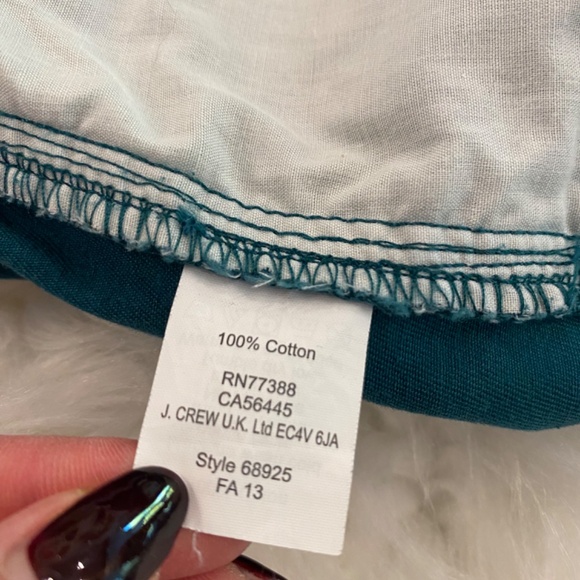 100% Cotton
RN77388
CA56445
J. CREW U.K. Ltd EC4V 6JA
Style 68925
FA 13